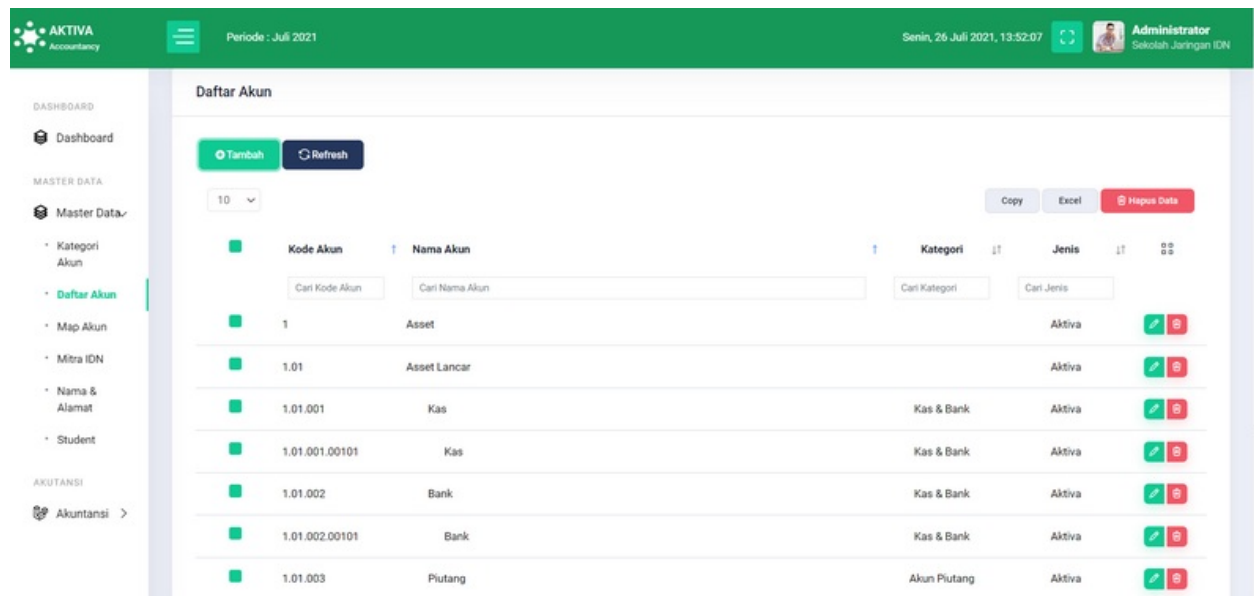 AKTIVA
Accountancy
Periode : Juli 2021
Senin, 26 Juli 2021, 13:52:07
Administrator
Sekolah Jaringan IDN
DASHBOARD
Dashboard
MASTER DATA
Master Data
Kategori
Akun
Daftar Akun
Map Akun
Mitra IDN
Nama &
Alamat
Student
AKUTANSI
Akuntansi >
Daftar Akun
Tambah Refresh
10 Copy Excel Hapus Data
Kode Akun Nama Akun Kategori Jenis
Cari Kode Akun Cari Nama Akun Cari Kategori Cari Jenis
1 Asset Aktiva
1.01 Asset Lancar Aktiva
1.01.001 Kas Kas & Bank Aktiva
1.01.001.00101 Kas Kas & Bank Aktiva
1.01.002 Bank Kas & Bank Aktiva
1.01.002.00101 Bank Kas & Bank Aktiva
1.01.003 Piutang Akun Piutang Aktiva